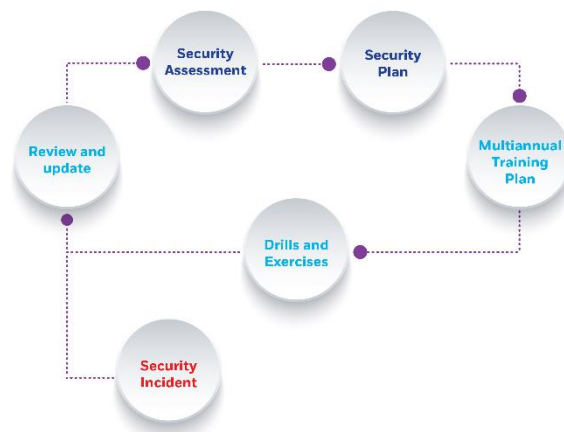 Security
Assessment
Security
Plan
Review and
update
Multiannual
Training
Plan
Drills and
Exercises
Security
Incident